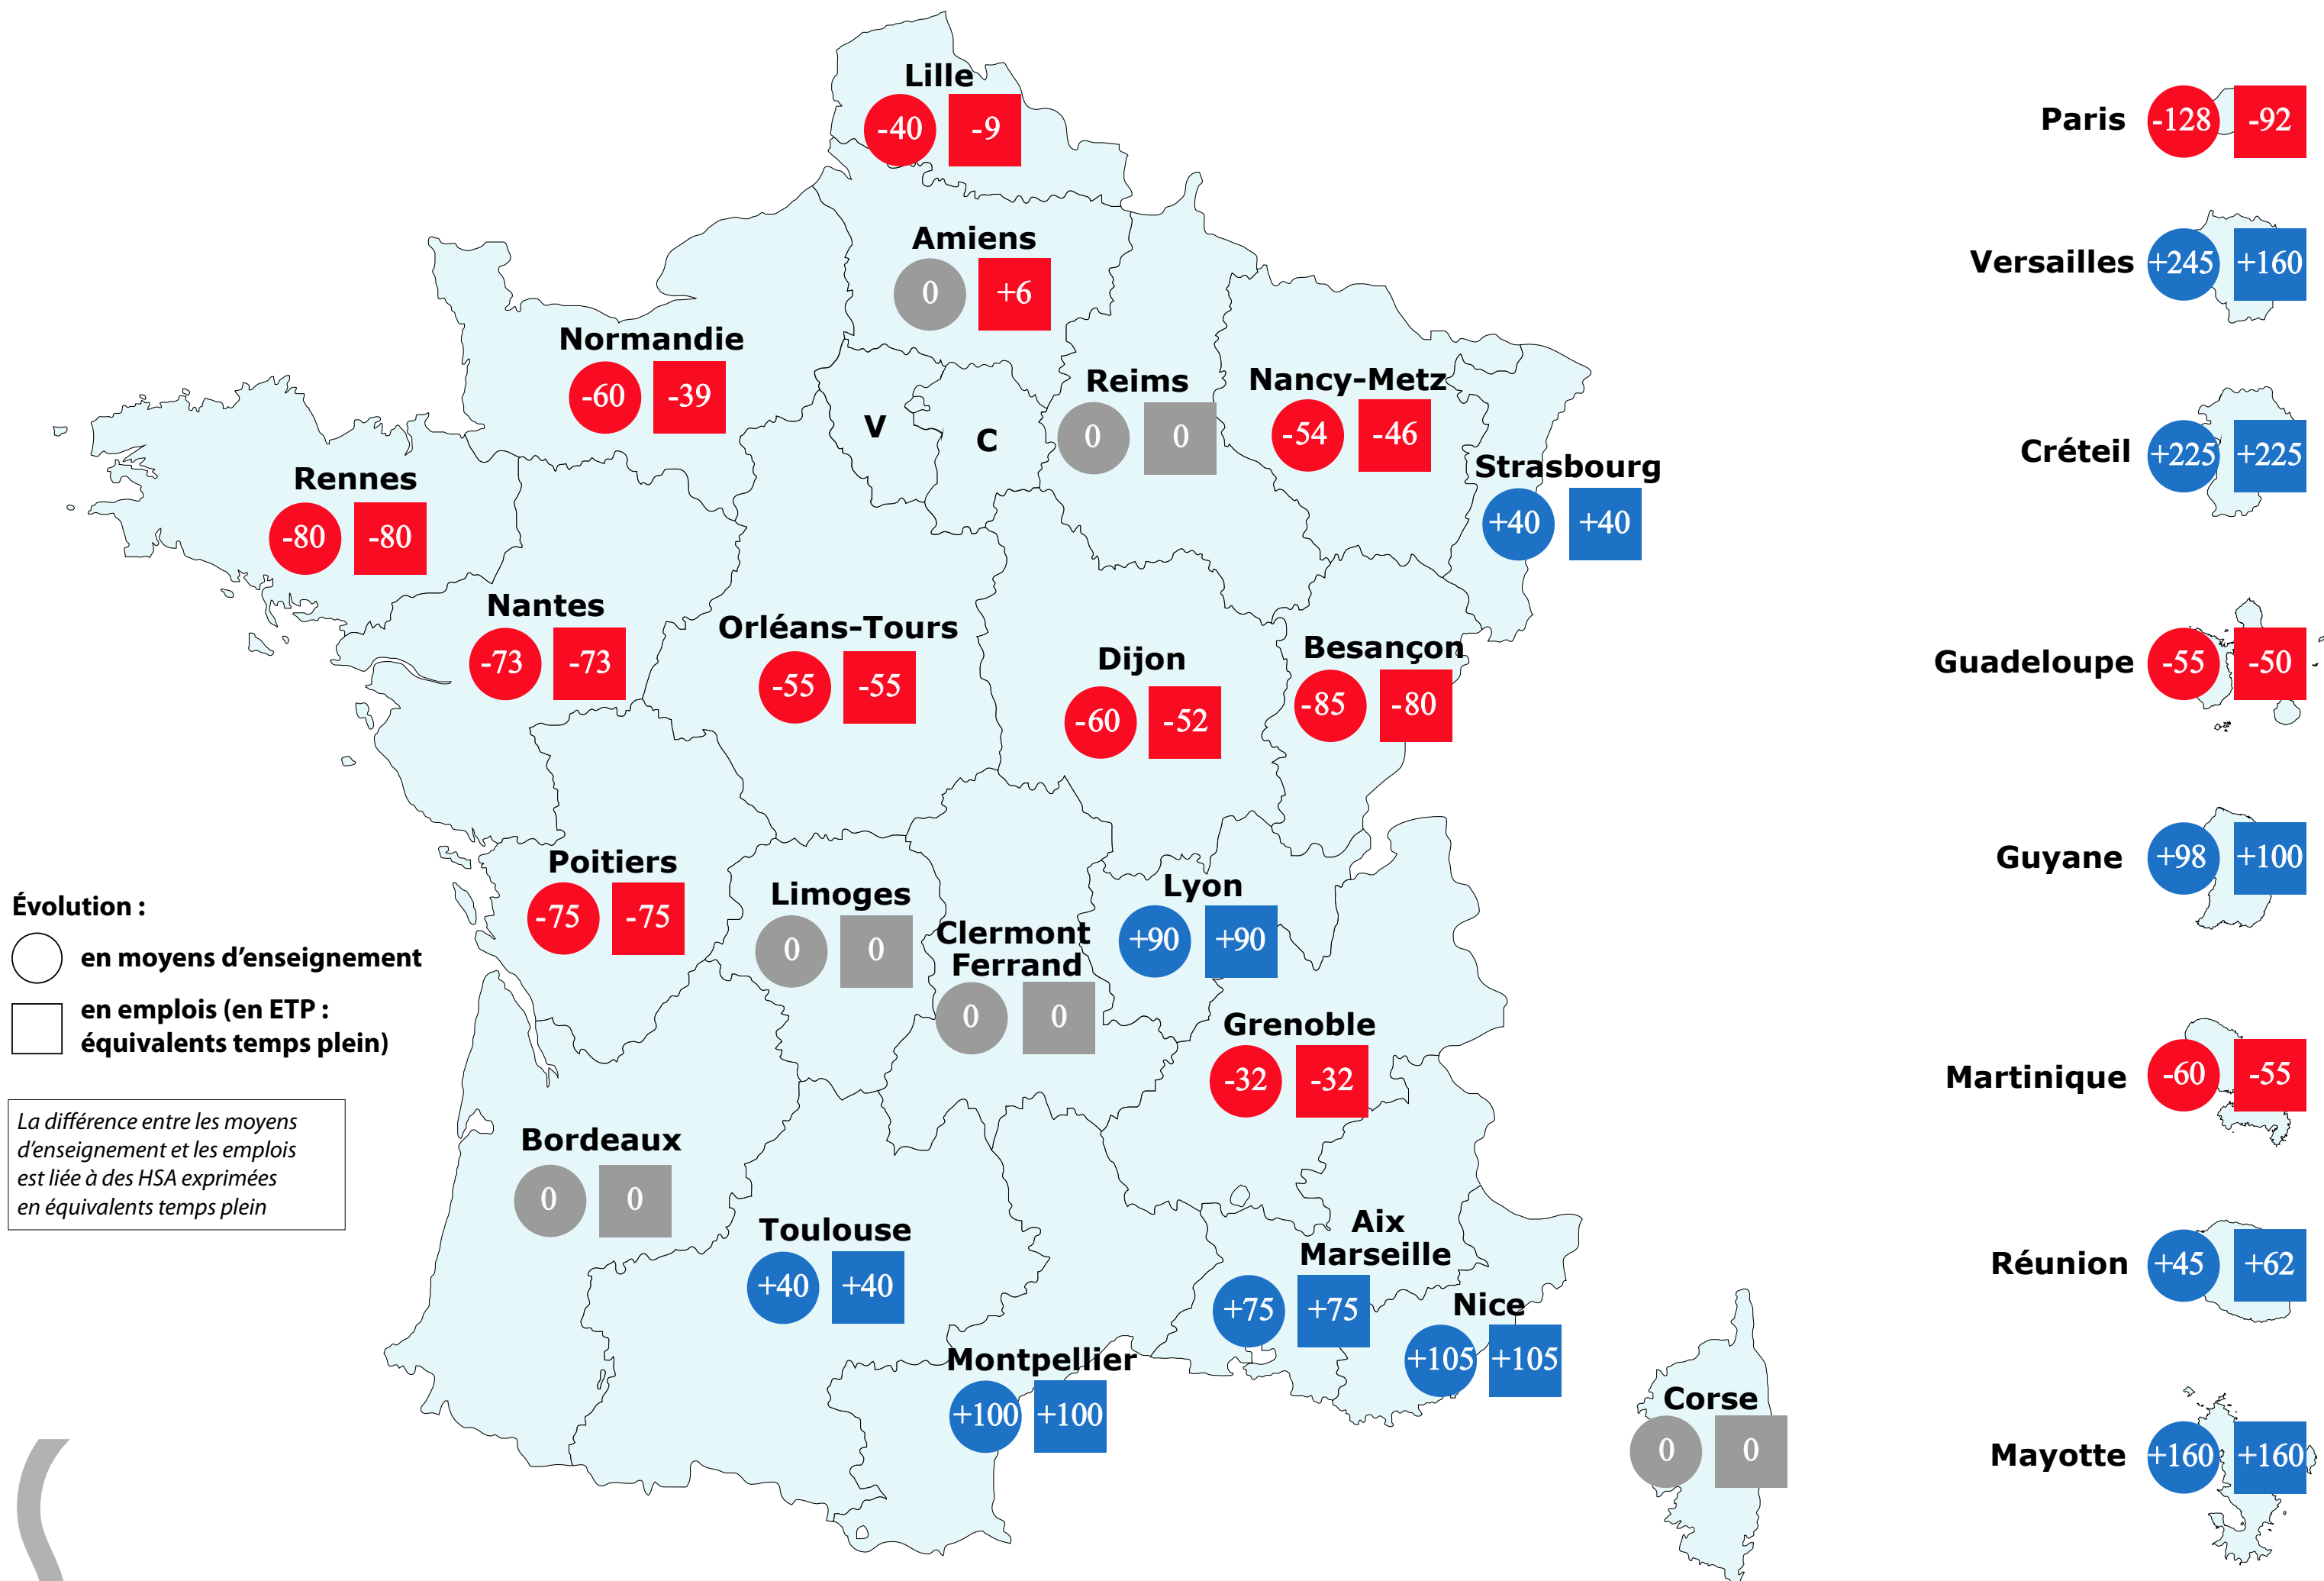 Lille
-40 -9
Paris -128 -92
Amiens
0 +6
Versailles +245 +160
Normandie
-60 -39
Reims
0 0
Nancy-Metz
-54 -46
V
C
Créteil +225 +225
Strasbourg
+40 +40
Rennes
-80 -80
Nantes
-73 -73
Orléans-Tours
-55 -55
Dijon
-60 -52
Besançon
-85 -80
Guadeloupe -55 -50
Poitiers
-75 -75
Limoges
0 0
Clermont
Ferrand
0 0
Lyon
+90 +90
Guyane +98 +100
Évolution :
en moyens d’enseignement
en emplois (en ETP :
équivalents temps plein)
Grenoble
-32 -32
Martinique -60 -55
La différence entre les moyens
d’enseignement et les emplois
est liée à des HSA exprimées
en équivalents temps plein
Bordeaux
0 0
Toulouse
+40 +40
Aix
Marseille
+75 +75
Réunion +45 +62
Nice
+105 +105
Montpellier
+100 +100
Corse
0 0
Mayotte +160 +160